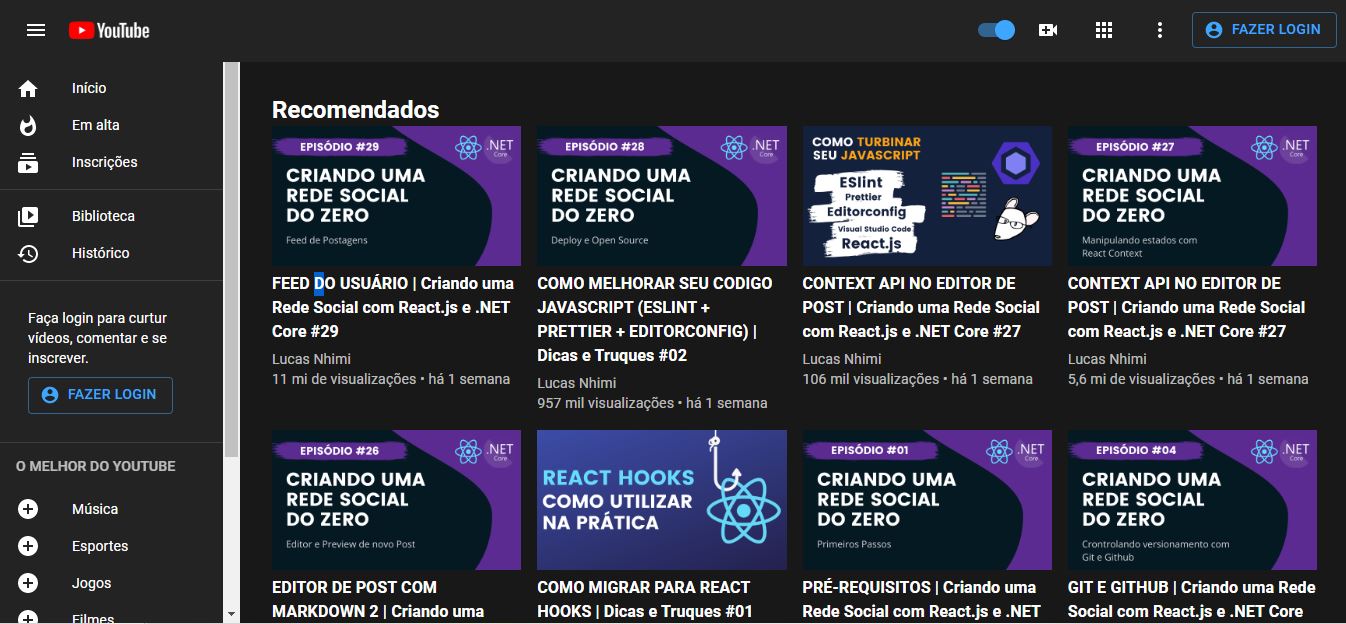 YouTube
FAZER LOGIN
Início
Em alta
Inscrições
Biblioteca
Histórico
Faça login para curtir
vídeos, comentar e se
inscrever.
FAZER LOGIN
O MELHOR DO YOUTUBE
Música
Esportes
Jogos
Filmes
Recomendados
EPISÓDIO #29
.NET
Core
CRIANDO UMA
REDE SOCIAL
DO ZERO
Feed de Postagens
FEED DO USUÁRIO | Criando uma
Rede Social com React.js e .NET
Core #29
Lucas Nhimi
11 mi de visualizações • há 1 semana
EPISÓDIO #28
.NET
Core
CRIANDO UMA
REDE SOCIAL
DO ZERO
Deploy e Open Source
COMO MELHORAR SEU CODIGO
JAVASCRIPT (ESLINT +
PRETTIER + EDITORCONFIG) |
Dicas e Truques #02
Lucas Nhimi
957 mil visualizações • há 1 semana
COMO TURBINAR
SEU JAVASCRIPT
ESlint
Prettier
Editorconfig
Visual Studio Code
React.js
CONTEXT API NO EDITOR DE
POST | Criando uma Rede Social
com React.js e .NET Core #27
Lucas Nhimi
106 mil visualizações • há 1 semana
EPISÓDIO #27
.NET
Core
CRIANDO UMA
REDE SOCIAL
DO ZERO
Manipulando estados com
React Context
CONTEXT API NO EDITOR DE
POST | Criando uma Rede Social
com React.js e .NET Core #27
Lucas Nhimi
5,6 mi de visualizações • há 1 semana
EPISÓDIO #26
.NET
Core
CRIANDO UMA
REDE SOCIAL
DO ZERO
Editor e Preview de novo Post
EDITOR DE POST COM
MARKDOWN 2 | Criando uma
REACT HOOKS
COMO UTILIZAR
NA PRÁTICA
COMO MIGRAR PARA REACT
HOOKS | Dicas e Truques #01
EPISÓDIO #01
.NET
Core
CRIANDO UMA
REDE SOCIAL
DO ZERO
Primeiros Passos
PRÉ-REQUISITOS | Criando uma
Rede Social com React.js e .NET
EPISÓDIO #04
.NET
Core
CRIANDO UMA
REDE SOCIAL
DO ZERO
Crontrolando versionamento com
Git e Github
GIT E GITHUB | Criando uma Rede
Social com React.js e .NET Core